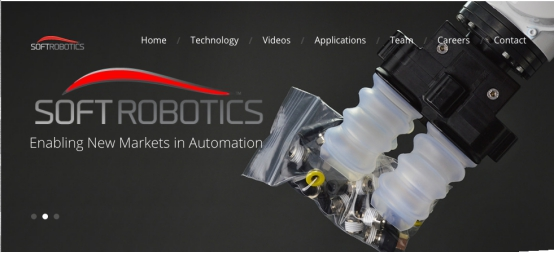 SOFTROBOTICS
Home / Technology / Videos / Applications / Team / Careers / Contact
SOFT ROBOTICS
Enabling New Markets in Automation